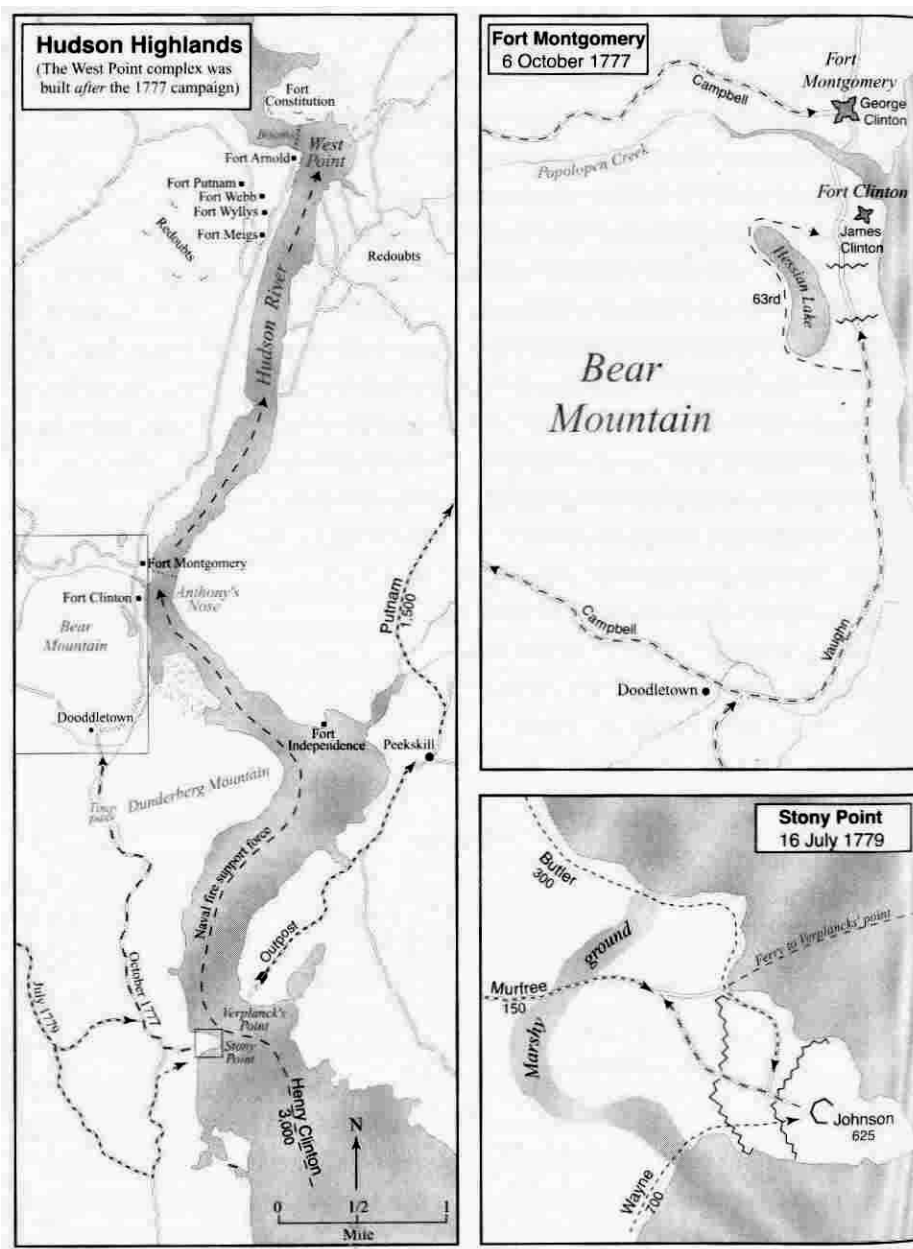 Hudson Highlands
(The West Point complex was
built after the 1777 campaign)
Fort
Constitution
West
Point
Fort Arnold
Fort Putnam
Fort Webb
Fort Wyllys
Fort Meigs
Redoubts
Redoubts
Hudson River
Fort Montgomery
Fort Clinton
Anthony's
Nose
Bear
Mountain
Dooddletown
Putnam
1,500
Fort
Independence
Peekskill
Dunderberg Mountain
Naval fire support force
Outpost
October 1777
July 1779
Verplanck's
Point
Stony
Point
Henny Clinton
3,000
N
0 1/2 1
Mile
Fort Montgomery
6 October 1777
Fort
Montgomery
Campbell
George
Clinton
Popolopen Creek
Fort Clinton
James
Clinton
Hessian Lake
63rd
Bear
Mountain
Campbell
Vaughn
Doodletown
Stony Point
16 July 1779
Butler
300
Ferry to Verplancks' point
ground
Murfree
150
Marshy
Johnson
625
Wayne
700